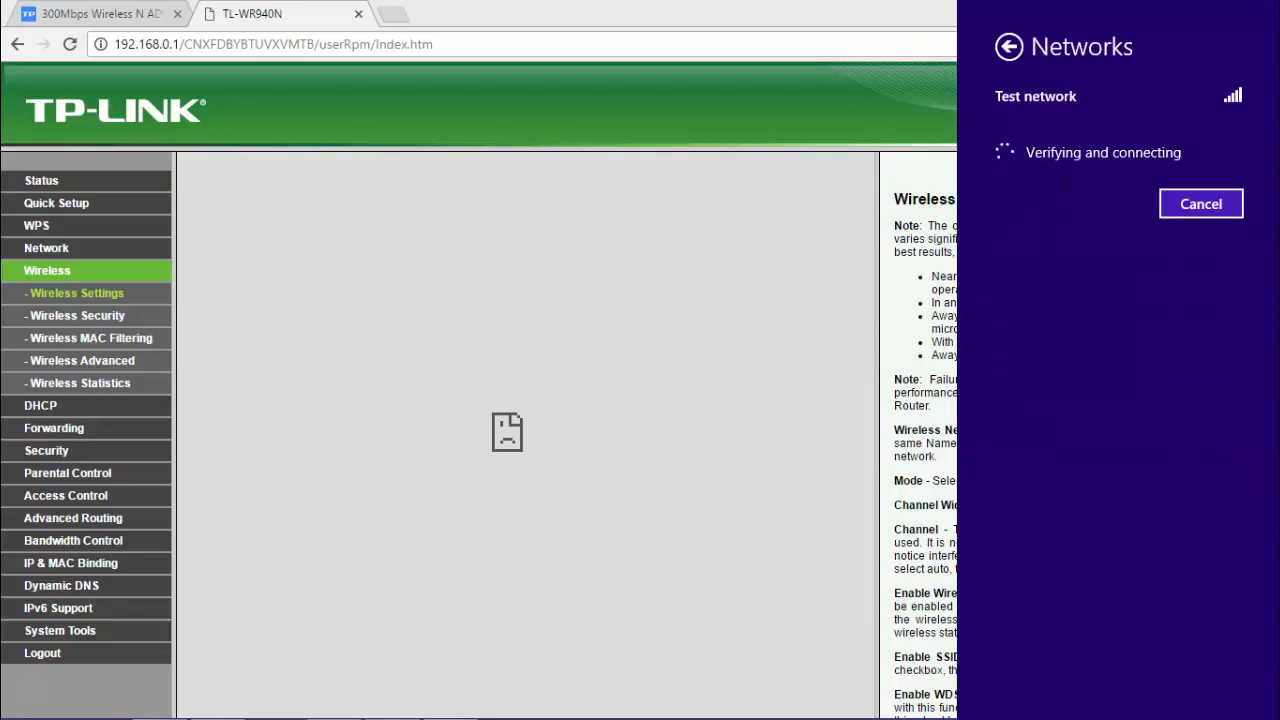 300Mbps Wireless N AD
TL-WR940N
192.168.0.1/CNXFDBYBTUVXVMTB/userRpm/Index.htm
TP-LINK®
Status
Quick Setup
WPS
Network
Wireless
- Wireless Settings
- Wireless Security
- Wireless MAC Filtering
- Wireless Advanced
- Wireless Statistics
DHCP
Forwarding
Security
Parental Control
Access Control
Advanced Routing
Bandwidth Control
IP & MAC Binding
Dynamic DNS
IPv6 Support
System Tools
Logout
Wireless
Note: The
varies signifi
best results,
• Near
opera
• In an
• Away
micro
• With
• Away
Note: Failu
performance
Router.
Wireless Ne
same Name
network.
Mode - Sele
Channel Wid
Channel - T
used. It is n
notice interfe
select auto,
Enable Wire
be enabled
the wireless
wireless stat
Enable SSID
checkbox, th
Enable WDS
with this fun
Networks
Test network
Verifying and connecting
Cancel